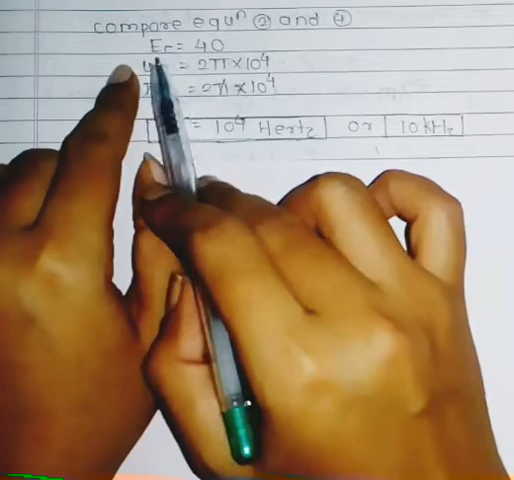 compare equⁿ ② and ④
Ec = 40
= 2π × 10⁴
= 2π × 10⁴
= 10⁴ Hertz or 10 kHz